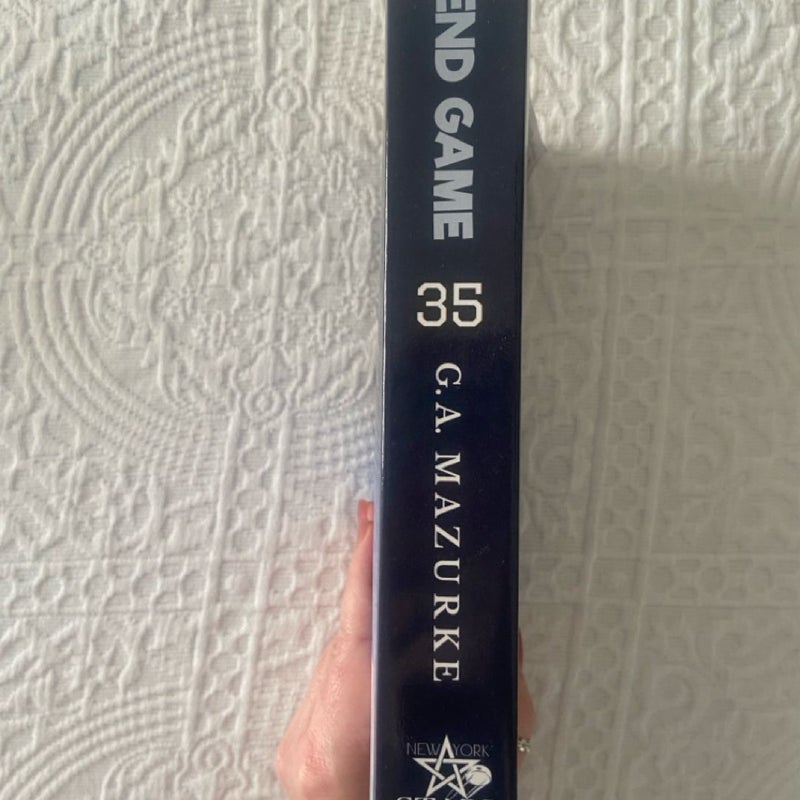 END GAME
35
G.A. MAZURKE
NEW YORK